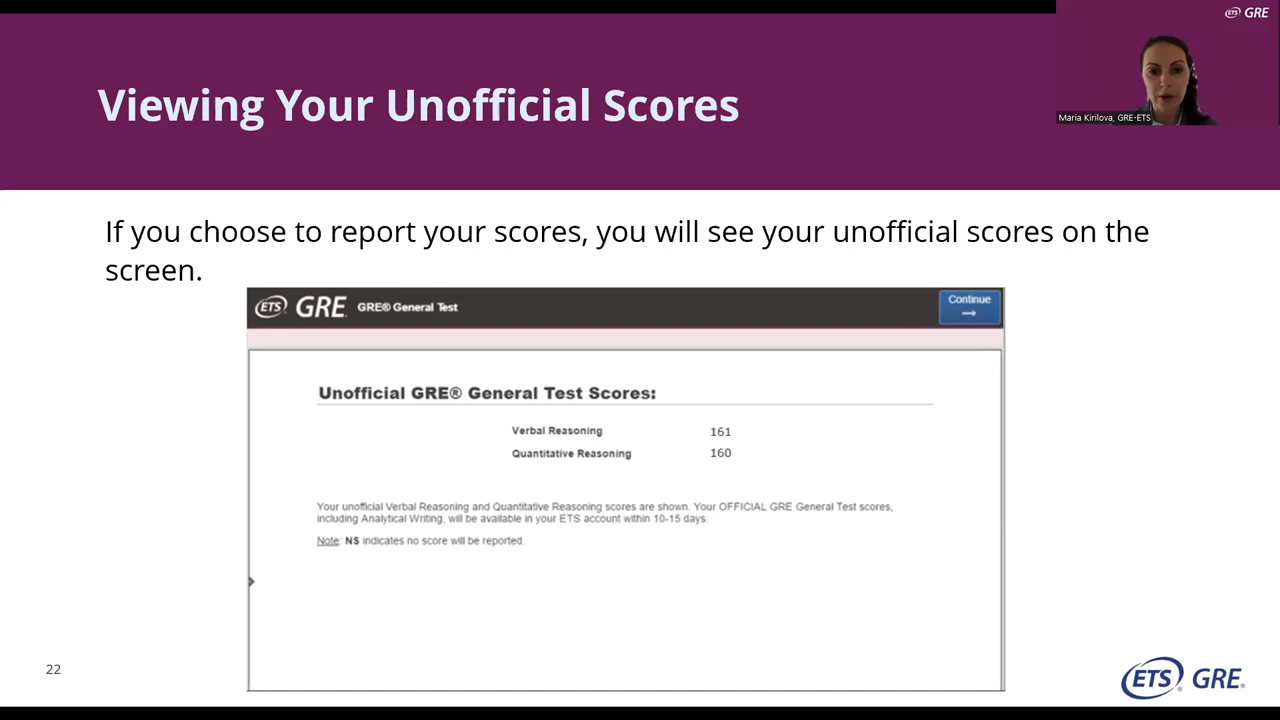 ETS GRE
Viewing Your Unofficial Scores
Maria Kirilova, GRE-ETS
If you choose to report your scores, you will see your unofficial scores on the
screen.
ETS GRE GRE® General Test
Continue
Unofficial GRE® General Test Scores:
Verbal Reasoning 161
Quantitative Reasoning 160
Your unofficial Verbal Reasoning and Quantitative Reasoning scores are shown. Your OFFICIAL GRE General Test scores,
including Analytical Writing, will be available in your ETS account within 10-15 days.
Note: NS indicates no score will be reported.
22
ETS® GRE®